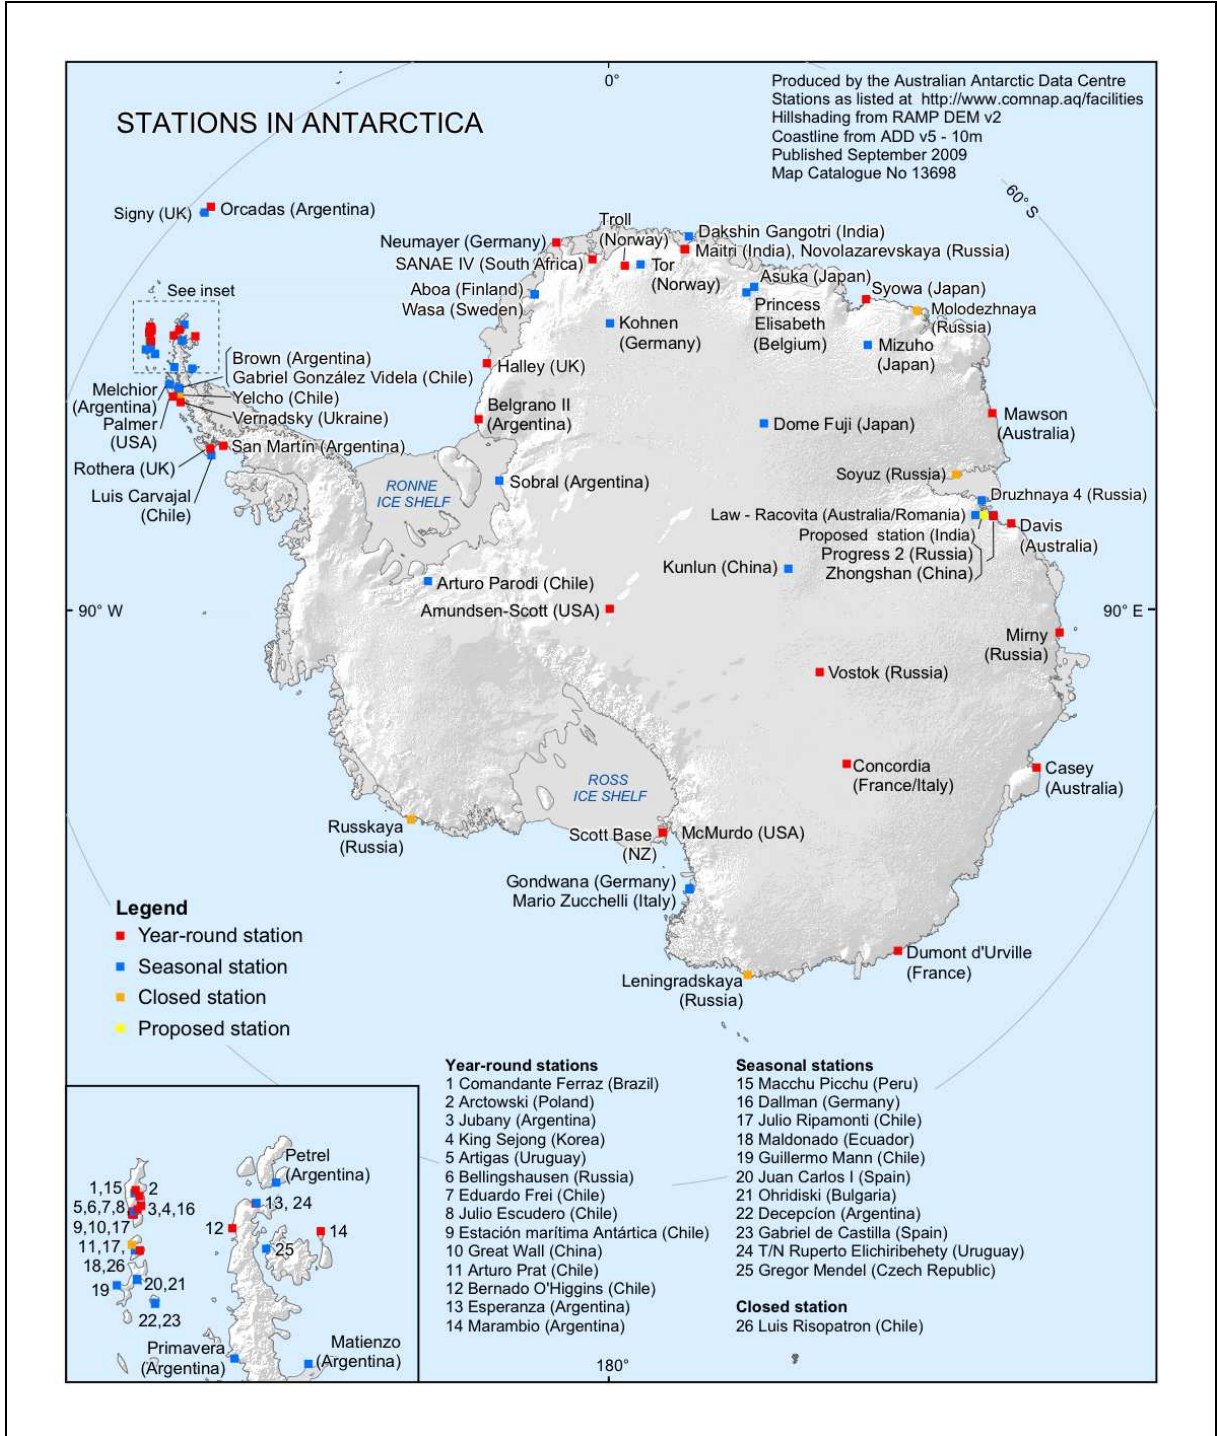 0°
Produced by the Australian Antarctic Data Centre
Stations as listed at http://www.comnap.aq/facilities
Hillshading from RAMP DEM v2
Coastline from ADD v5 - 10m
Published September 2009
Map Catalogue No 13698
STATIONS IN ANTARCTICA
60° S
Signy (UK)
Orcadas (Argentina)
Troll
(Norway)
Neumayer (Germany)
SANAE IV (South Africa)
Dakshin Gangotri (India)
Maitri (India), Novolazarevskaya (Russia)
Tor
(Norway)
Asuka (Japan)
Syowa (Japan)
Aboa (Finland)
Wasa (Sweden)
See inset
Princess
Elisabeth
(Belgium)
Molodezhnaya
(Russia)
Kohnen
(Germany)
Mizuho
(Japan)
Brown (Argentina)
Gabriel González Videla (Chile)
Yelcho (Chile)
Vernadsky (Ukraine)
Halley (UK)
Melchior
(Argentina)
Palmer
(USA)
Belgrano II
(Argentina)
Dome Fuji (Japan)
Mawson
(Australia)
San Martín (Argentina)
Rothera (UK)
Luis Carvajal
(Chile)
RONNE
ICE SHELF
Sobral (Argentina)
Soyuz (Russia)
Druzhnaya 4 (Russia)
Law - Racovita (Australia/Romania)
Proposed station (India)
Progress 2 (Russia)
Zhongshan (China)
Davis
(Australia)
Kunlun (China)
Arturo Parodi (Chile)
Amundsen-Scott (USA)
90° W
90° E
Mirny
(Russia)
Vostok (Russia)
Concordia
(France/Italy)
Casey
(Australia)
ROSS
ICE SHELF
Russkaya
(Russia)
Scott Base
(NZ)
McMurdo (USA)
Gondwana (Germany)
Mario Zucchelli (Italy)
Dumont d'Urville
(France)
Leningradskaya
(Russia)
Legend
Year-round station
Seasonal station
Closed station
Proposed station
Petrel
(Argentina)
1,15
2
5,6,7,8,
3,4,16
9,10,17
11,17,
18,26
19
20,21
22,23
12
13, 24
14
25
Primavera
(Argentina)
Matienzo
(Argentina)
Year-round stations
1 Comandante Ferraz (Brazil)
2 Arctowski (Poland)
3 Jubany (Argentina)
4 King Sejong (Korea)
5 Artigas (Uruguay)
6 Bellingshausen (Russia)
7 Eduardo Frei (Chile)
8 Julio Escudero (Chile)
9 Estación marítima Antártica (Chile)
10 Great Wall (China)
11 Arturo Prat (Chile)
12 Bernado O'Higgins (Chile)
13 Esperanza (Argentina)
14 Marambio (Argentina)
Seasonal stations
15 Macchu Picchu (Peru)
16 Dallman (Germany)
17 Julio Ripamonti (Chile)
18 Maldonado (Ecuador)
19 Guillermo Mann (Chile)
20 Juan Carlos I (Spain)
21 Ohridiski (Bulgaria)
22 Decepcíon (Argentina)
23 Gabriel de Castilla (Spain)
24 T/N Ruperto Elichiribehety (Uruguay)
25 Gregor Mendel (Czech Republic)
Closed station
26 Luis Risopatron (Chile)
180°